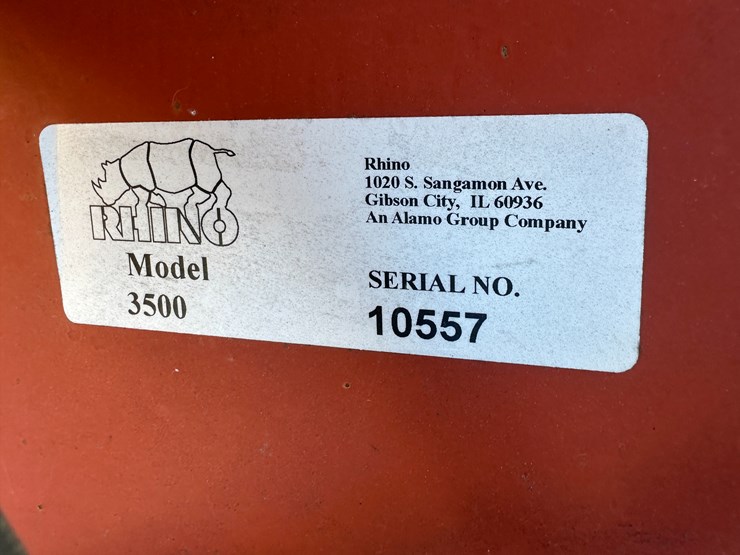 RHINO
Model
3500
Rhino
1020 S. Sangamon Ave.
Gibson City, IL 60936
An Alamo Group Company
SERIAL NO.
10557